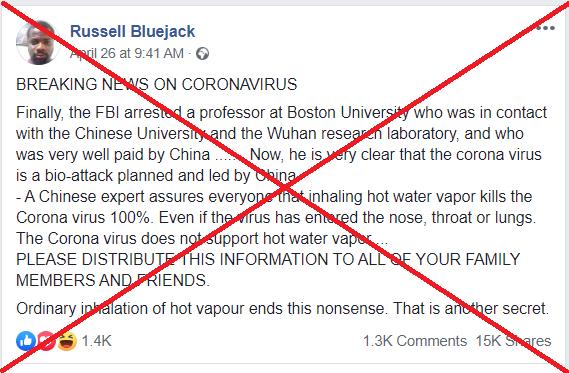 Russell Bluejack
April 26 at 9:41 AM ·
BREAKING NEWS ON CORONAVIRUS
Finally, the FBI arrested a professor at Boston University who was in contact
with the Chinese University and the Wuhan research laboratory, and who
was very well paid by China ...... Now, he is very clear that the corona virus
is a bio-attack planned and led by China.
- A Chinese expert assures everyone that inhaling hot water vapor kills the
Corona virus 100%. Even if the virus has entered the nose, throat or lungs.
The Corona virus does not support hot water vapor ...
PLEASE DISTRIBUTE THIS INFORMATION TO ALL OF YOUR FAMILY
MEMBERS AND FRIENDS.
Ordinary inhalation of hot vapour ends this nonsense. That is another secret.
1.4K 1.3K Comments 15K Shares